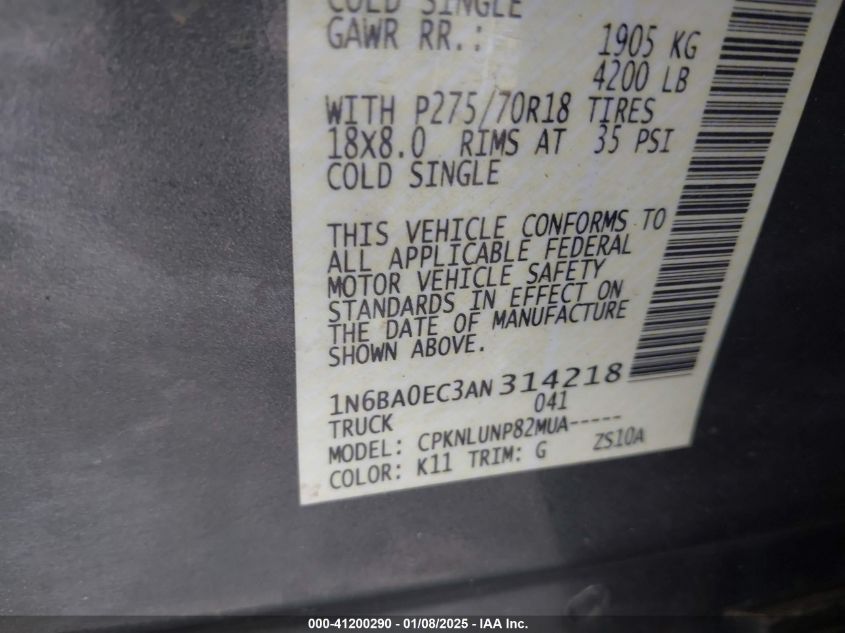 COLD SINGLE
GAWR RR.: 1905 KG
4200 LB
WITH P275/70R18 TIRES
18X8.0 RIMS AT 35 PSI
COLD SINGLE
THIS VEHICLE CONFORMS TO
ALL APPLICABLE FEDERAL
MOTOR VEHICLE SAFETY
STANDARDS IN EFFECT ON
THE DATE OF MANUFACTURE
SHOWN ABOVE.
1N6BA0EC3AN 314218
TRUCK 041
MODEL: CPKNLUNP82MUA-----
COLOR: K11 TRIM: G ZS10A
000-41200290 - 01/08/2025 - IAA Inc.